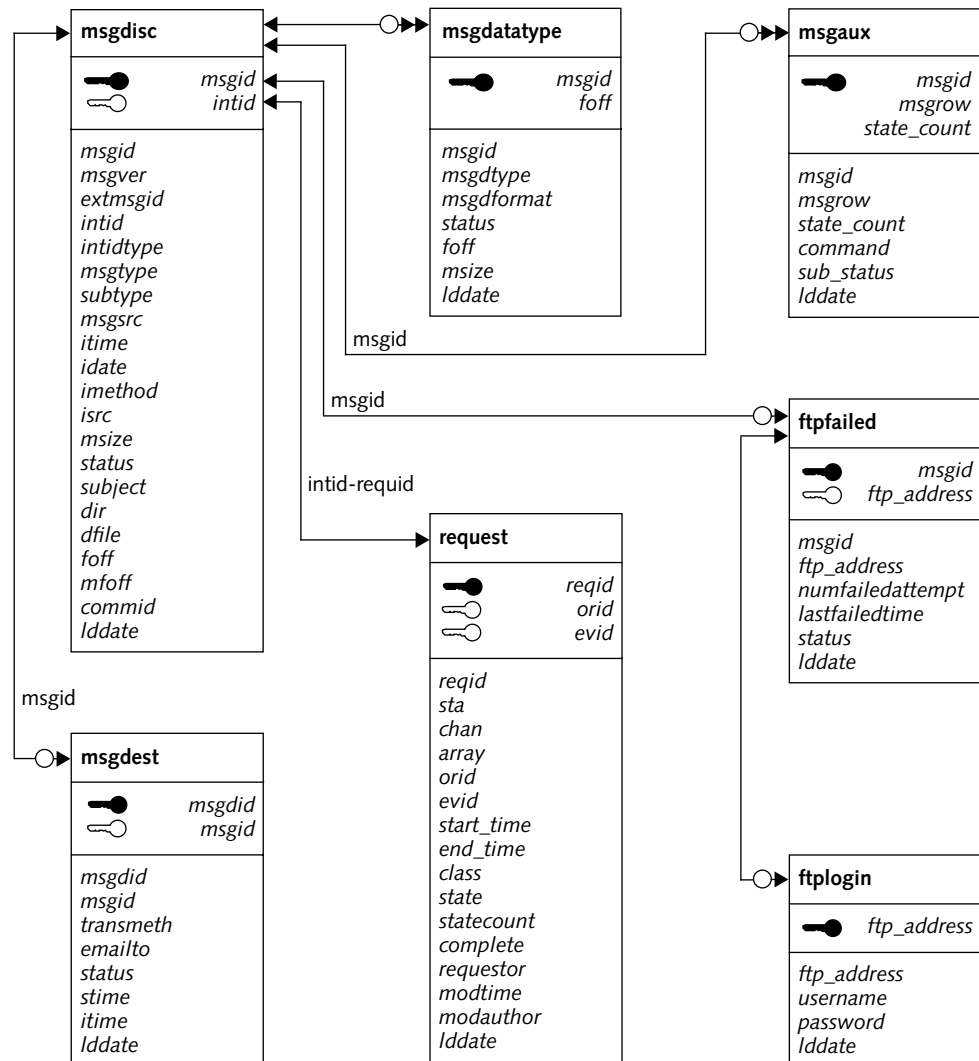 msgdisc
msgid
intid
msgid
msgver
extmsgid
intid
intidtype
msgtype
subtype
msgsrc
itime
idate
imethod
isrc
msize
status
subject
dir
dfile
foff
mfoff
commid
lddate
msgdatatype
msgid
foff
msgid
msgdtype
msgdformat
status
foff
msize
lddate
msgaux
msgid
msgrow
state_count
msgid
msgrow
state_count
command
sub_status
lddate
msgid
msgid
intid-requid
msgid
ftpfailed
msgid
ftp_address
msgid
ftp_address
numfailedattempt
lastfailedtime
status
lddate
request
reqid
orid
evid
reqid
sta
chan
array
orid
evid
start_time
end_time
class
state
statecount
complete
requestor
modtime
modauthor
lddate
msgdest
msgdid
msgid
msgdid
msgid
transmeth
emailto
status
stime
itime
lddate
ftplogin
ftp_address
ftp_address
username
password
lddate